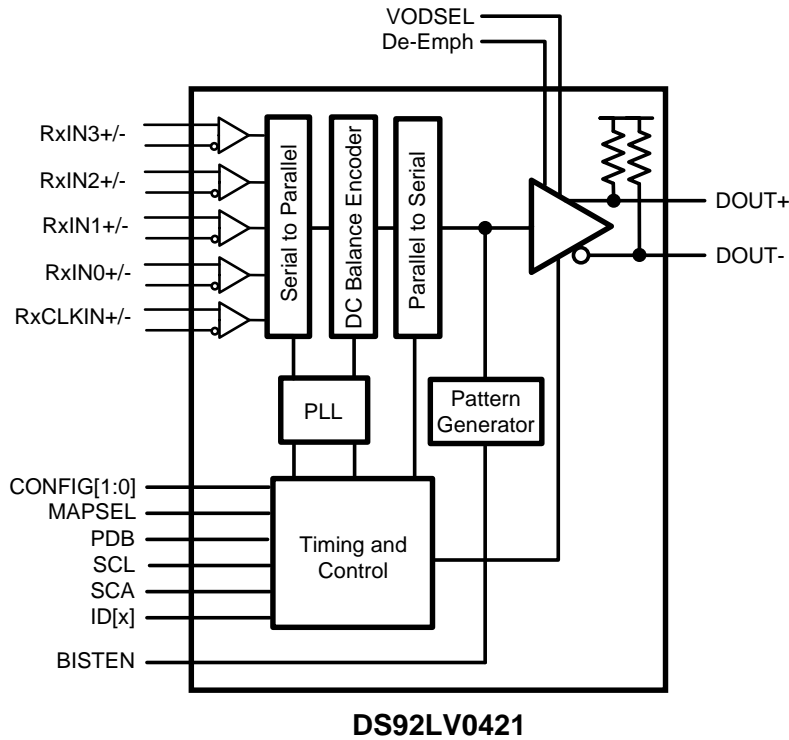 VODSEL
De-Emph
RxIN3+/-
RxIN2+/-
RxIN1+/-
RxIN0+/-
RxCLKIN+/-
Serial to Parallel
DC Balance Encoder
Parallel to Serial
DOUT+
DOUT-
PLL
Pattern
Generator
CONFIG[1:0]
MAPSEL
PDB
SCL
SCA
ID[x]
Timing and
Control
BISTEN
DS92LV0421